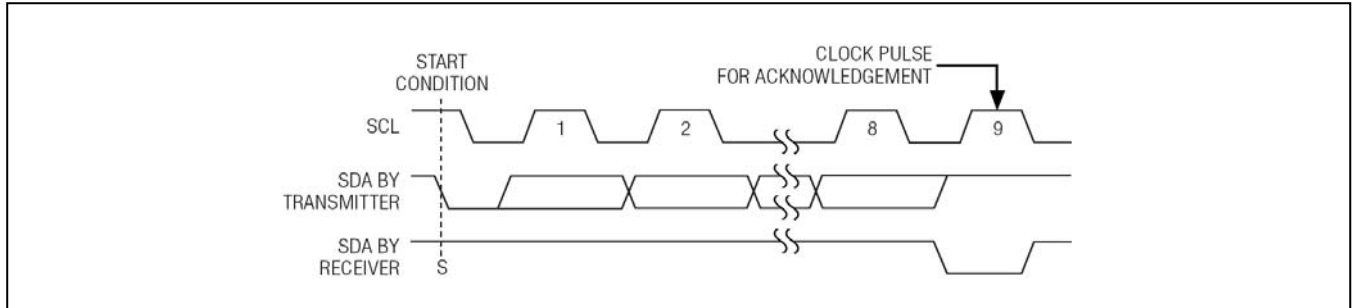 START
CONDITION
CLOCK PULSE
FOR ACKNOWLEDGEMENT
SCL
1
2
8
9
SDA BY
TRANSMITTER
SDA BY
RECEIVER
S